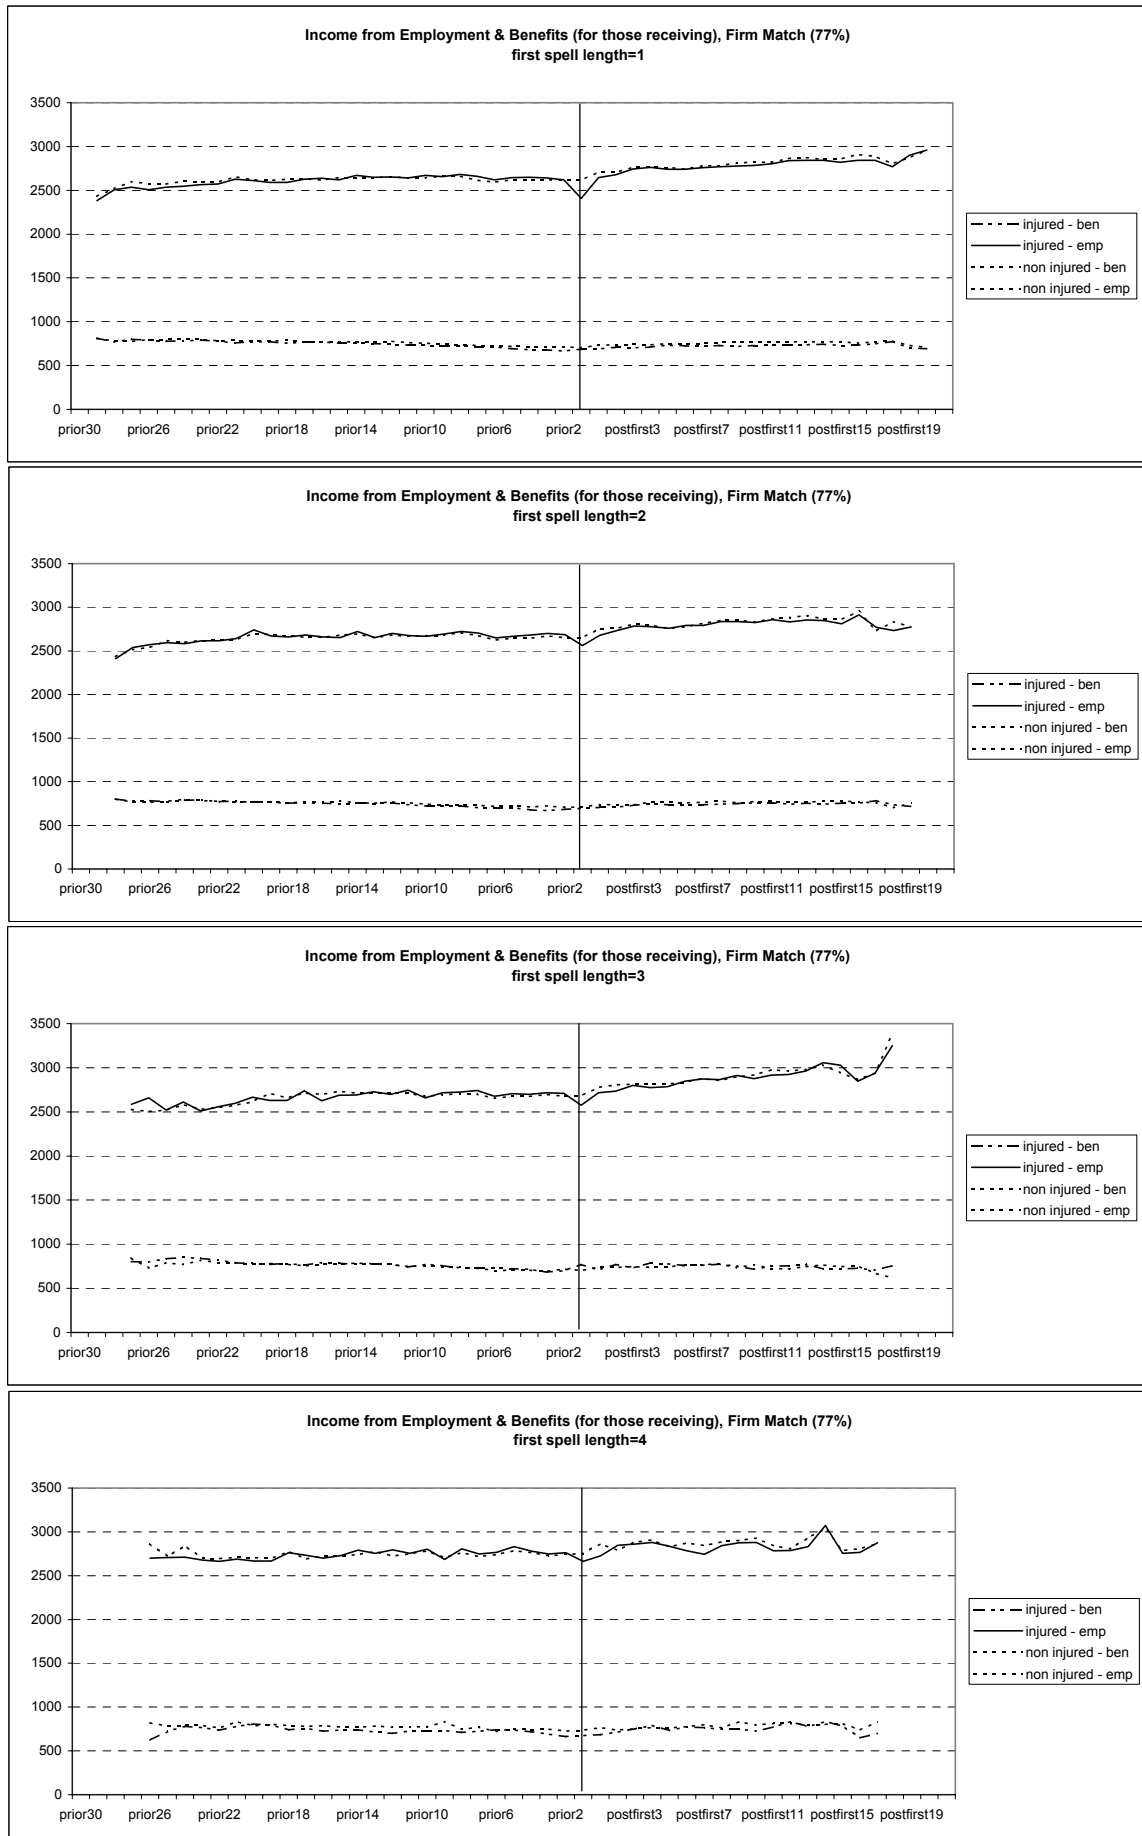 Income from Employment & Benefits (for those receiving), Firm Match (77%)
first spell length=1
3500
3000
2500
2000
1500
1000
500
0
prior30 prior26 prior22 prior18 prior14 prior10 prior6 prior2 postfirst3 postfirst7 postfirst11 postfirst15 postfirst19
injured - ben
injured - emp
non injured - ben
non injured - emp
Income from Employment & Benefits (for those receiving), Firm Match (77%)
first spell length=2
3500
3000
2500
2000
1500
1000
500
0
prior30 prior26 prior22 prior18 prior14 prior10 prior6 prior2 postfirst3 postfirst7 postfirst11 postfirst15 postfirst19
injured - ben
injured - emp
non injured - ben
non injured - emp
Income from Employment & Benefits (for those receiving), Firm Match (77%)
first spell length=3
3500
3000
2500
2000
1500
1000
500
0
prior30 prior26 prior22 prior18 prior14 prior10 prior6 prior2 postfirst3 postfirst7 postfirst11 postfirst15 postfirst19
injured - ben
injured - emp
non injured - ben
non injured - emp
Income from Employment & Benefits (for those receiving), Firm Match (77%)
first spell length=4
3500
3000
2500
2000
1500
1000
500
0
prior30 prior26 prior22 prior18 prior14 prior10 prior6 prior2 postfirst3 postfirst7 postfirst11 postfirst15 postfirst19
injured - ben
injured - emp
non injured - ben
non injured - emp